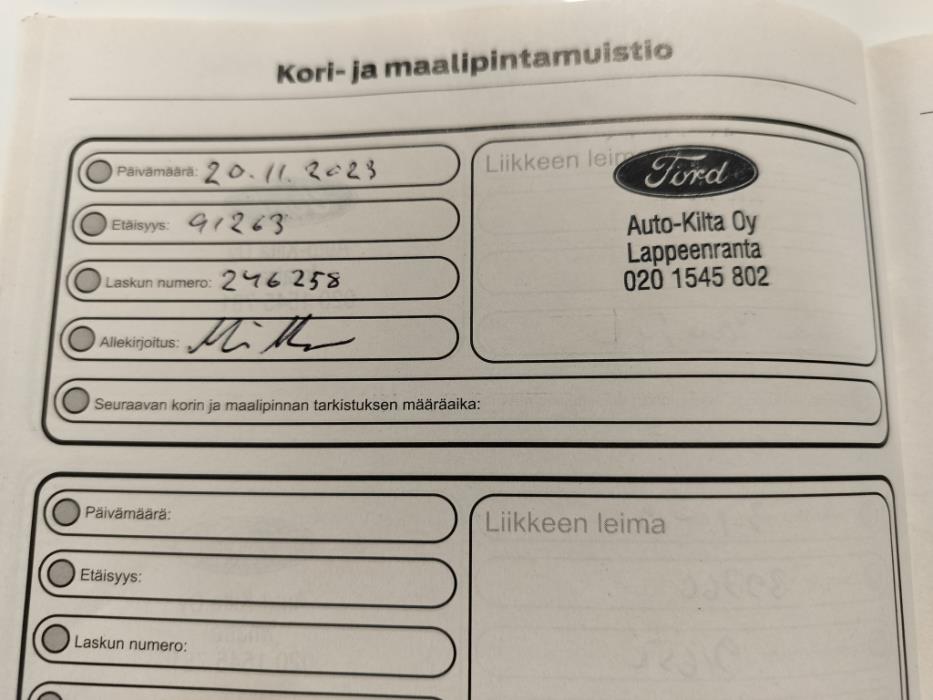 Kori- ja maalipintamuistio
Päivämäärä: 20.11.2023
Etäisyys: 91263
Laskun numero: 246258
Allekirjoitus:
Seuraavan korin ja maalipinnan tarkistuksen määräaika:
Liikkeen leim
Ford
Auto-Kilta Oy
Lappeenranta
020 1545 802
Päivämäärä:
Etäisyys:
Laskun numero:
Liikkeen leima